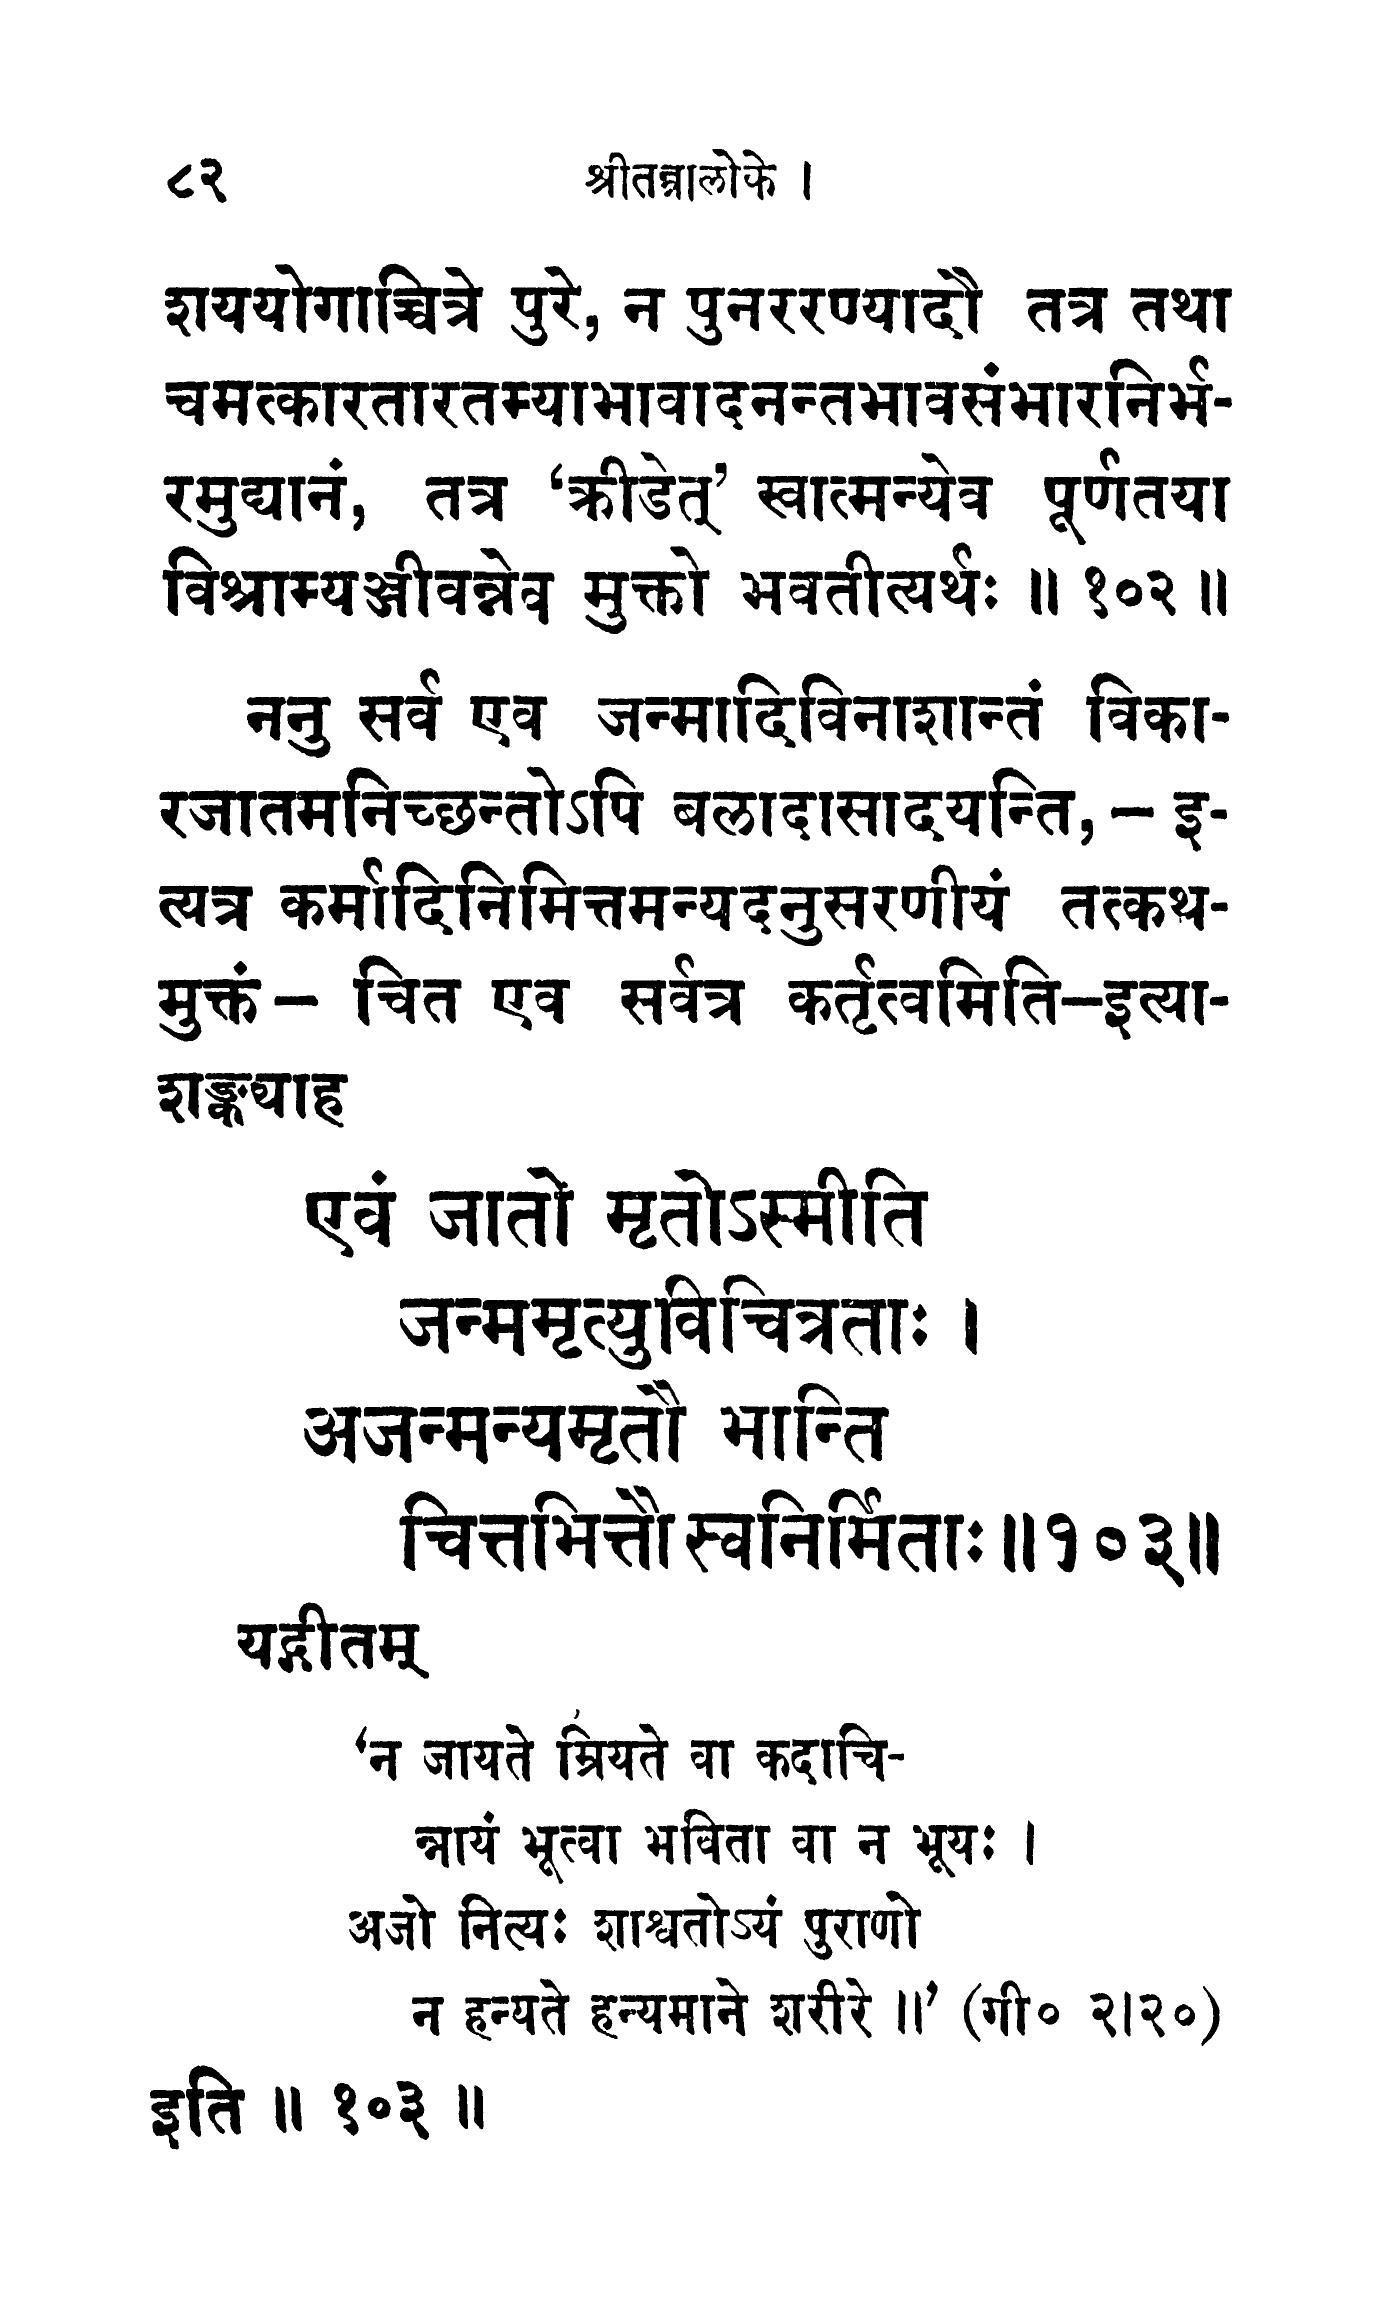 ८२ श्रीतन्त्रालोके ।
शययोगाच्चित्रे पुरे, न पुनररण्यादौ तत्र तथा
चमत्कारतारतम्याभावादनन्तभावसंभारनिर्भ-
रमुद्यानं, तत्र ‘क्रीडेत्’ स्वात्मन्येव पूर्णतया
विश्राम्यञ्जीवन्नेव मुक्तो भवतीत्यर्थः ॥ १०२ ॥
ननु सर्व एव जन्मादिविनाशान्तं विका-
रजातमनिच्छन्तोऽपि बलादासादयन्ति, — इ-
त्यत्र कर्मादिनिमित्तमन्यदनुसरणीयं तत्कथ-
मुक्तं — चित एव सर्वत्र कर्तृत्वमिति—इत्या-
शङ्कयाह
एवं जातो मृतोऽस्मीति
जन्ममृत्युविचित्रताः ।
अजन्मन्यमृतौ भान्ति
चित्तभित्तौ स्वनिर्मिताः॥१०३॥
यद्गीतम्
‘न जायते म्रियते वा कदाचि-
न्नायं भूत्वा भविता वा न भूयः ।
अजो नित्यः शाश्वतोऽयं पुराणो
न हन्यते हन्यमाने शरीरे ॥’ (गी० २।२०)
इति ॥ १०३ ॥